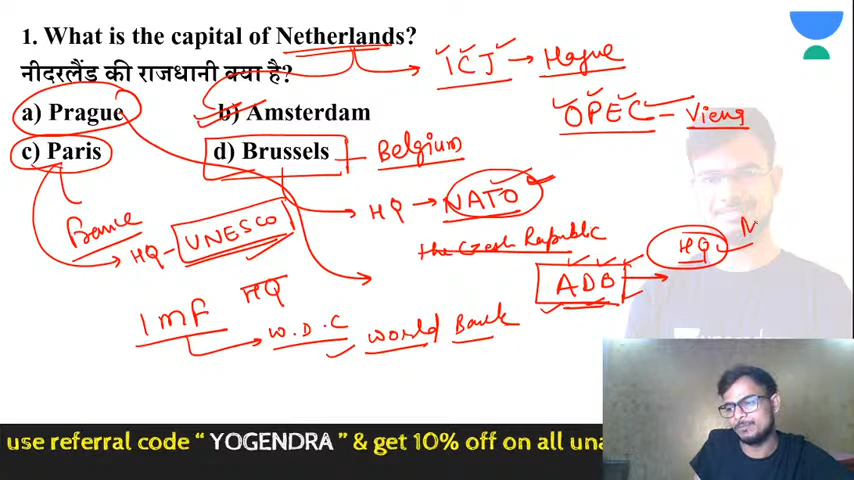 1. What is the capital of Netherlands?
नीदरलैंड की राजधानी क्या है?
ICJ → Hague
a) Prague
b) Amsterdam
OPEC - Viena
c) Paris
d) Brussels
Belgium
HQ → NATO
France
HQ - UNESCO
the Czech Republic
HQ N
ADB
IMF HQ
W.D.C World Bank
use referral code “ YOGENDRA ” & get 10% off on all una